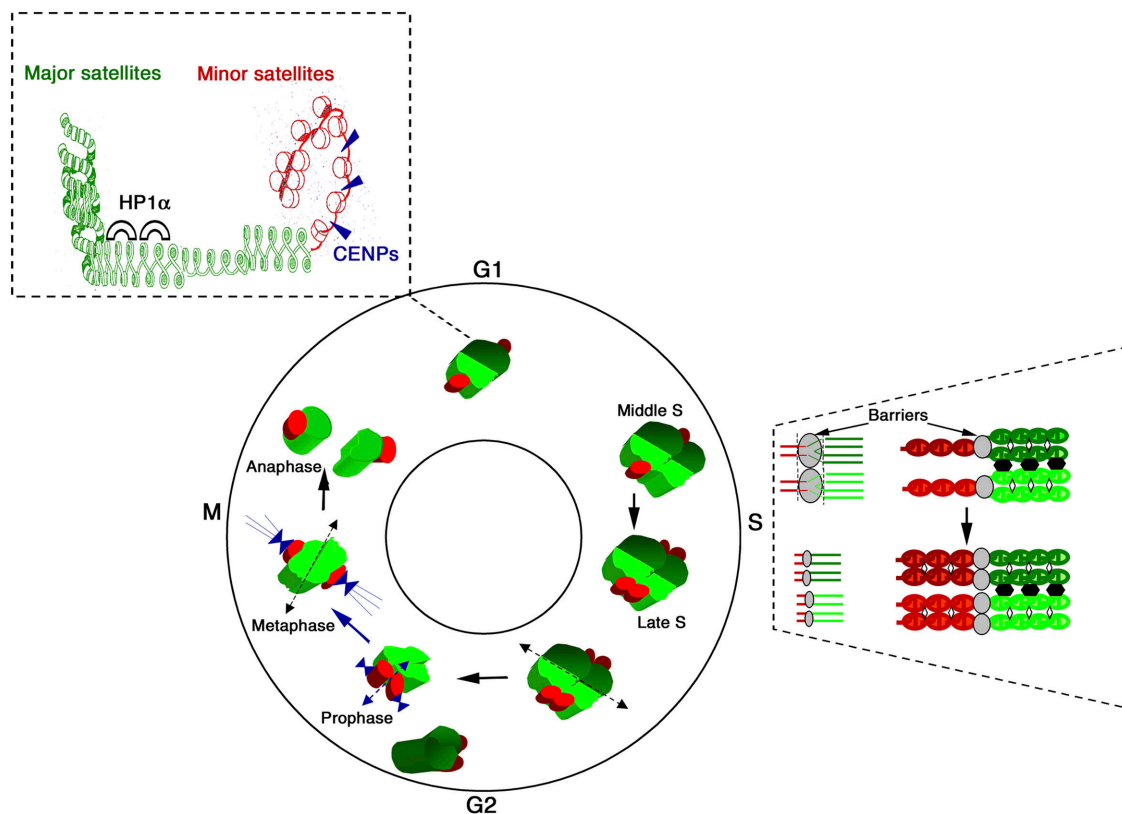 Major satellites
Minor satellites
HP1α
CENPs
G1
Middle S
Barriers
Anaphase
M
S
Late S
Metaphase
Prophase
G2